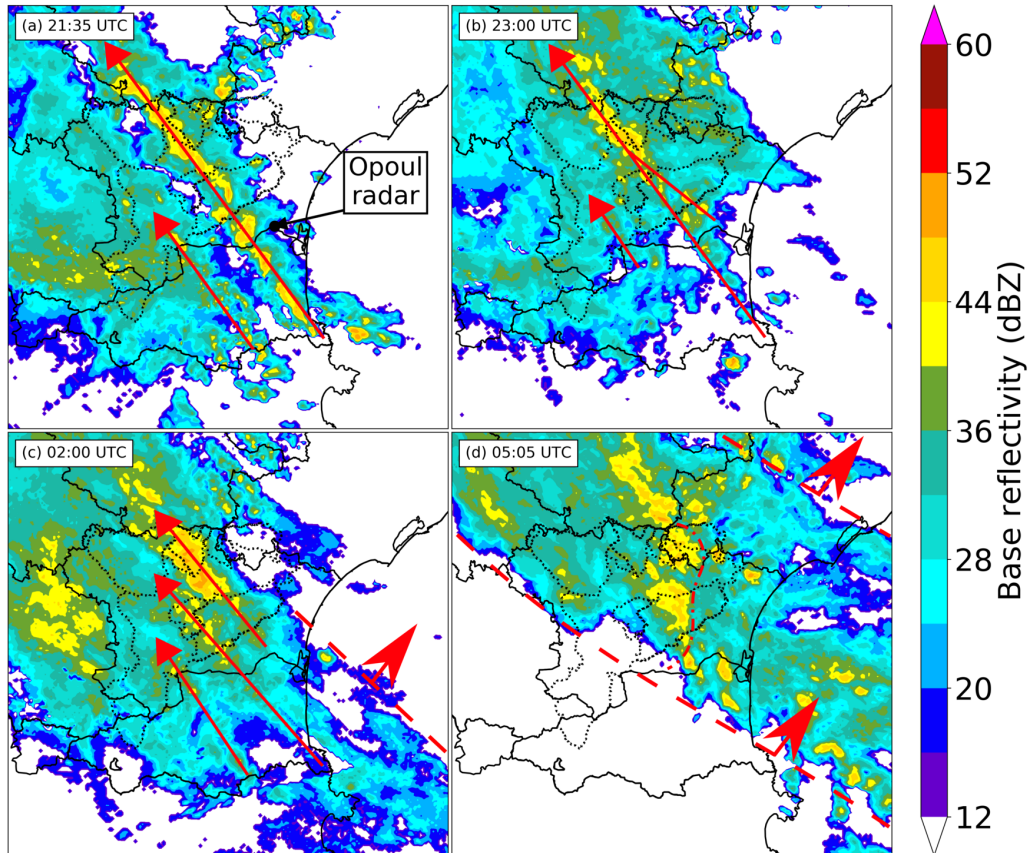 (a) 21:35 UTC
Opoul
radar
(b) 23:00 UTC
(c) 02:00 UTC
(d) 05:05 UTC
60
52
44
36
28
20
12
Base reflectivity (dBZ)